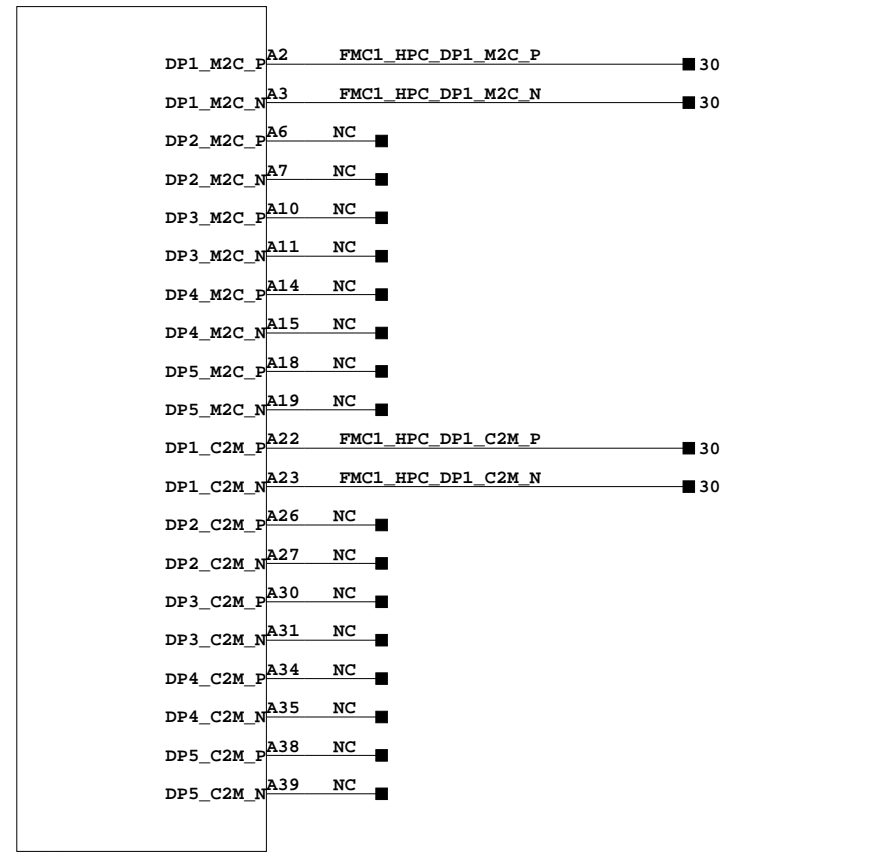 DP1_M2C_P A2 FMC1_HPC_DP1_M2C_P 30
DP1_M2C_N A3 FMC1_HPC_DP1_M2C_N 30
DP2_M2C_P A6 NC
DP2_M2C_N A7 NC
DP3_M2C_P A10 NC
DP3_M2C_N A11 NC
DP4_M2C_P A14 NC
DP4_M2C_N A15 NC
DP5_M2C_P A18 NC
DP5_M2C_N A19 NC
DP1_C2M_P A22 FMC1_HPC_DP1_C2M_P 30
DP1_C2M_N A23 FMC1_HPC_DP1_C2M_N 30
DP2_C2M_P A26 NC
DP2_C2M_N A27 NC
DP3_C2M_P A30 NC
DP3_C2M_N A31 NC
DP4_C2M_P A34 NC
DP4_C2M_N A35 NC
DP5_C2M_P A38 NC
DP5_C2M_N A39 NC